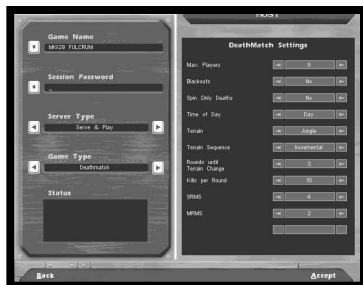 HOST
Game Name
MIG29 FULCRUM
Session Password
Server Type
Serve & Play
Game Type
Deathmatch
Status
DeathMatch Settings
Max. Players 8
Blackouts No
Spin Only Deaths No
Time of Day Day
Terrain Jungle
Terrain Sequence Incremental
Rounds until
Terrain Change 3
Kills per Round 10
SRMS 4
MRMS 2
Back
Accept